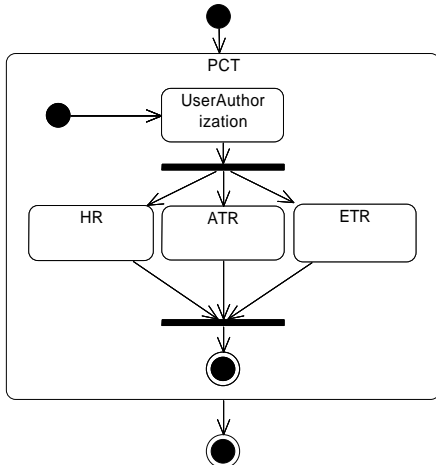 PCT
UserAuthor
ization
HR
ATR
ETR